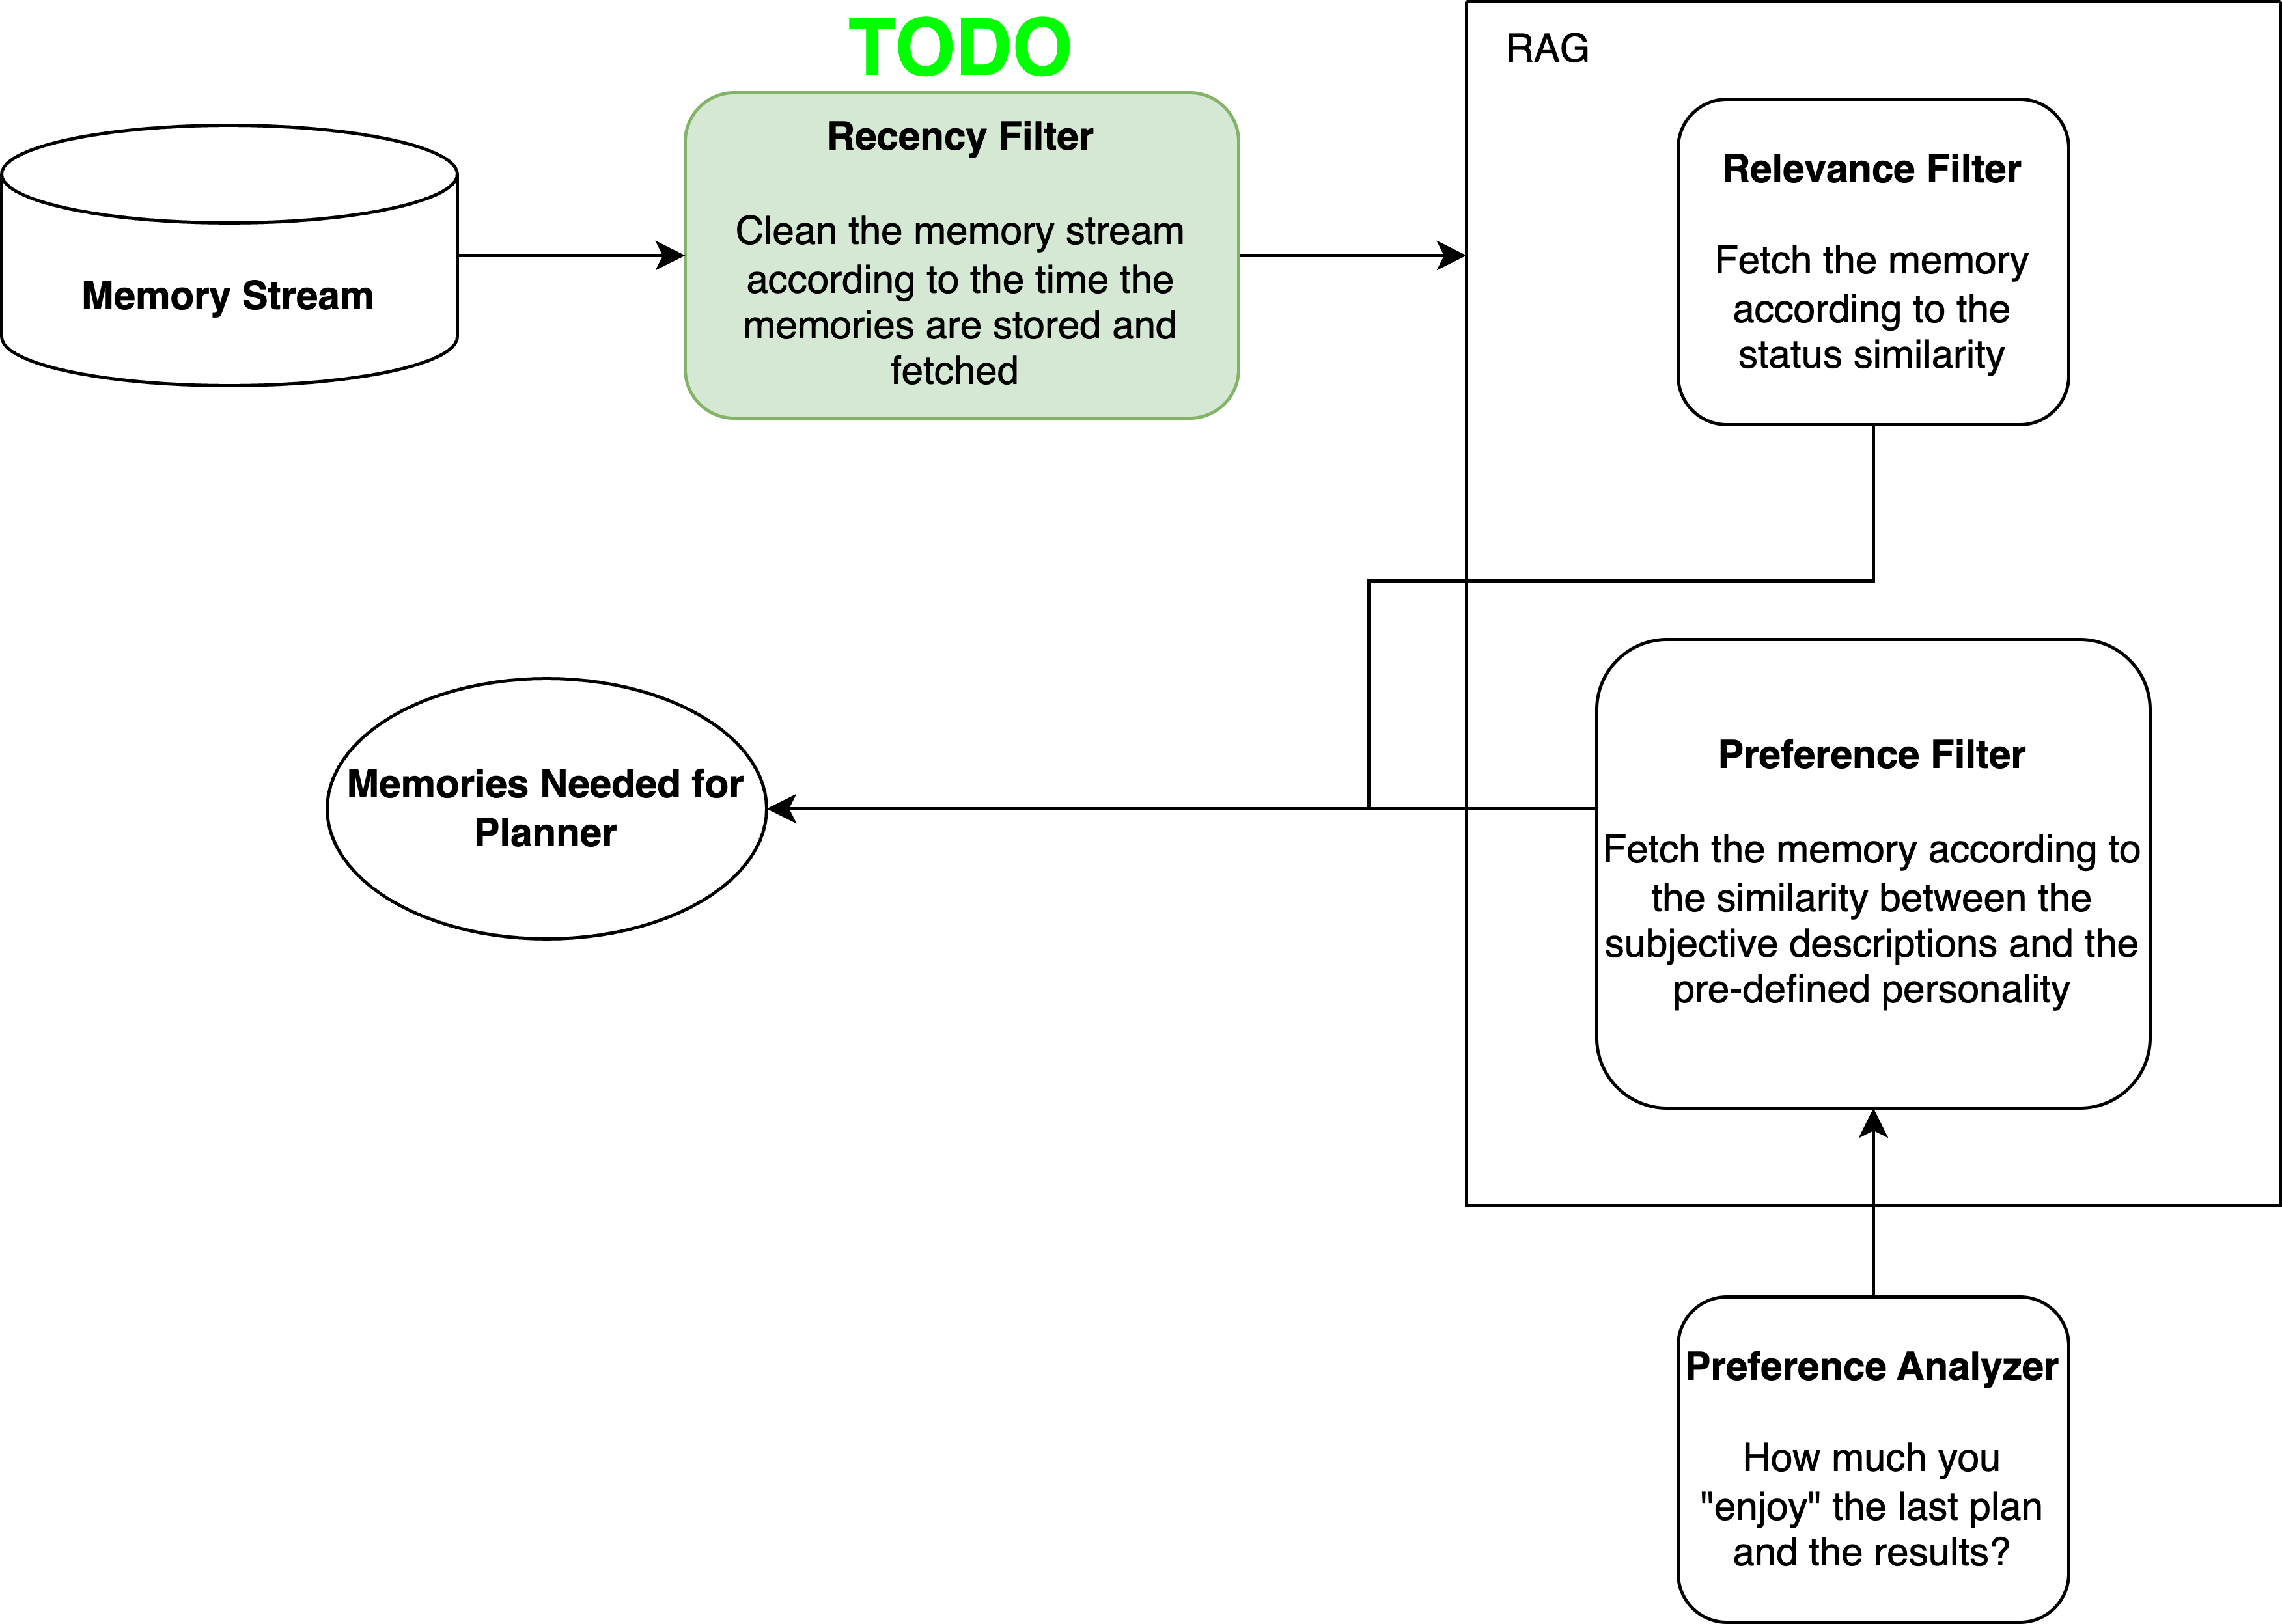 TODO
RAG
Recency Filter
Clean the memory stream
according to the time the
memories are stored and
fetched
Memory Stream
Relevance Filter
Fetch the memory
according to the
status similarity
Memories Needed for
Planner
Preference Filter
Fetch the memory according to
the similarity between the
subjective descriptions and the
pre-defined personality
Preference Analyzer
How much you
"enjoy" the last plan
and the results?